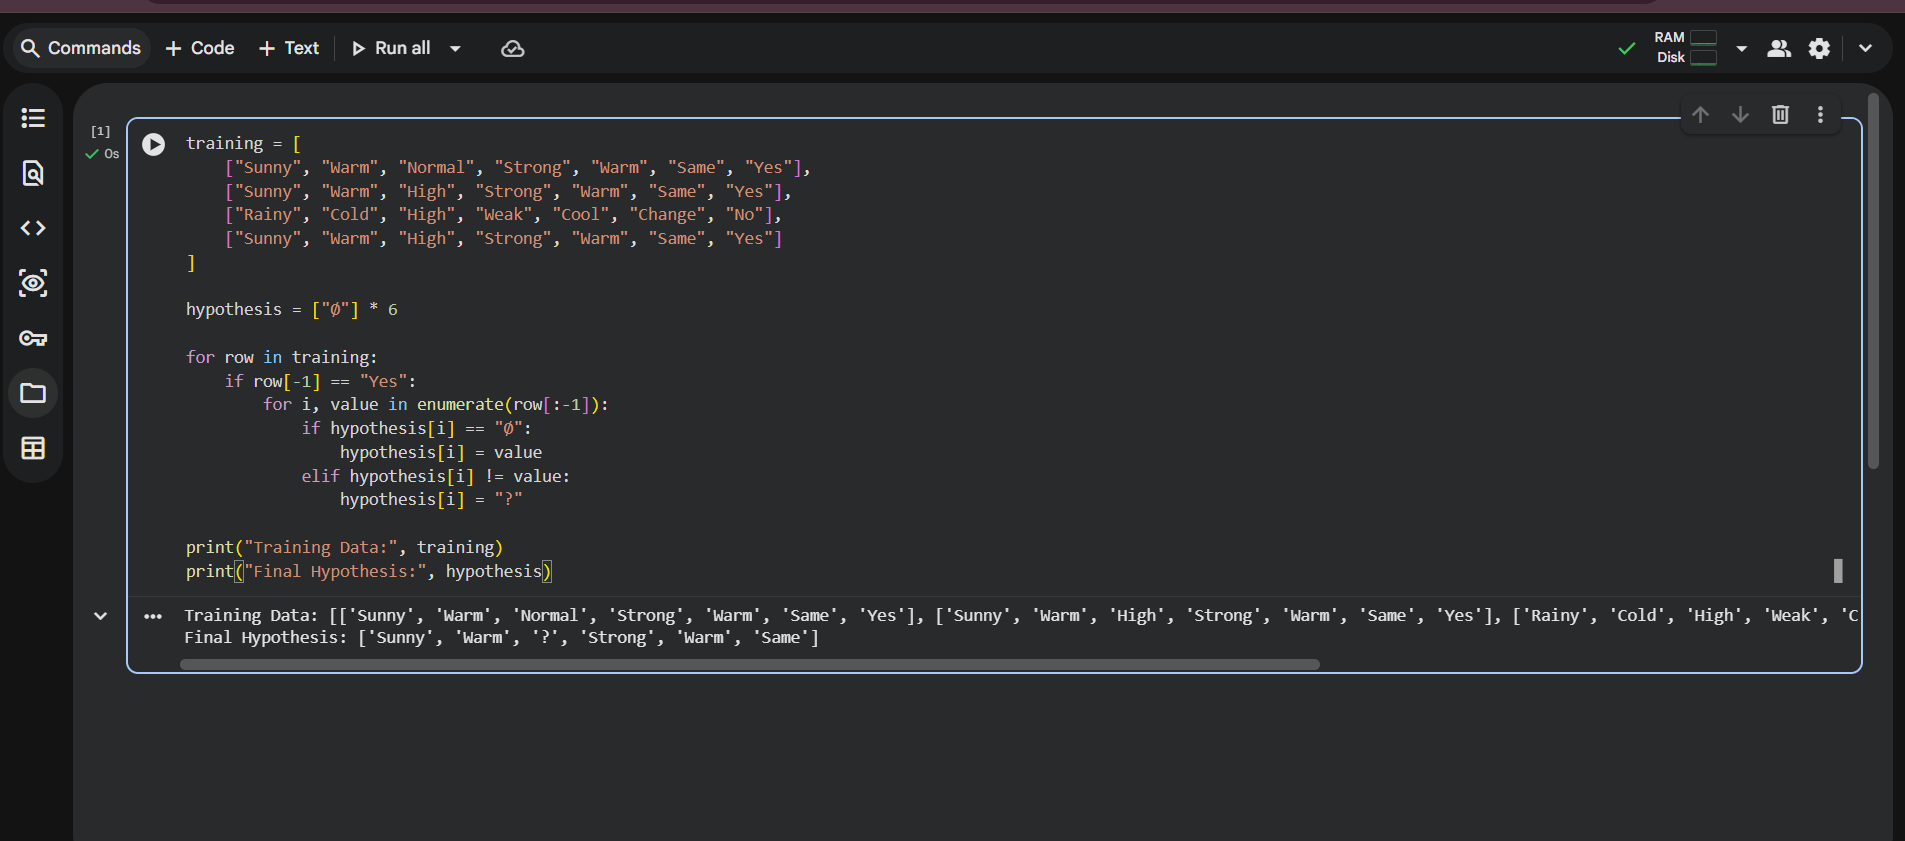 Commands + Code + Text Run all
RAM
Disk
[1]
0s
training = [
    ["Sunny", "Warm", "Normal", "Strong", "Warm", "Same", "Yes"],
    ["Sunny", "Warm", "High", "Strong", "Warm", "Same", "Yes"],
    ["Rainy", "Cold", "High", "Weak", "Cool", "Change", "No"],
    ["Sunny", "Warm", "High", "Strong", "Warm", "Same", "Yes"]
]
hypothesis = ["Ø"] * 6
for row in training:
    if row[-1] == "Yes":
        for i, value in enumerate(row[:-1]):
            if hypothesis[i] == "Ø":
                hypothesis[i] = value
            elif hypothesis[i] != value:
                hypothesis[i] = "?"
print("Training Data:", training)
print("Final Hypothesis:", hypothesis)
Training Data: [['Sunny', 'Warm', 'Normal', 'Strong', 'Warm', 'Same', 'Yes'], ['Sunny', 'Warm', 'High', 'Strong', 'Warm', 'Same', 'Yes'], ['Rainy', 'Cold', 'High', 'Weak', 'C
Final Hypothesis: ['Sunny', 'Warm', '?', 'Strong', 'Warm', 'Same']